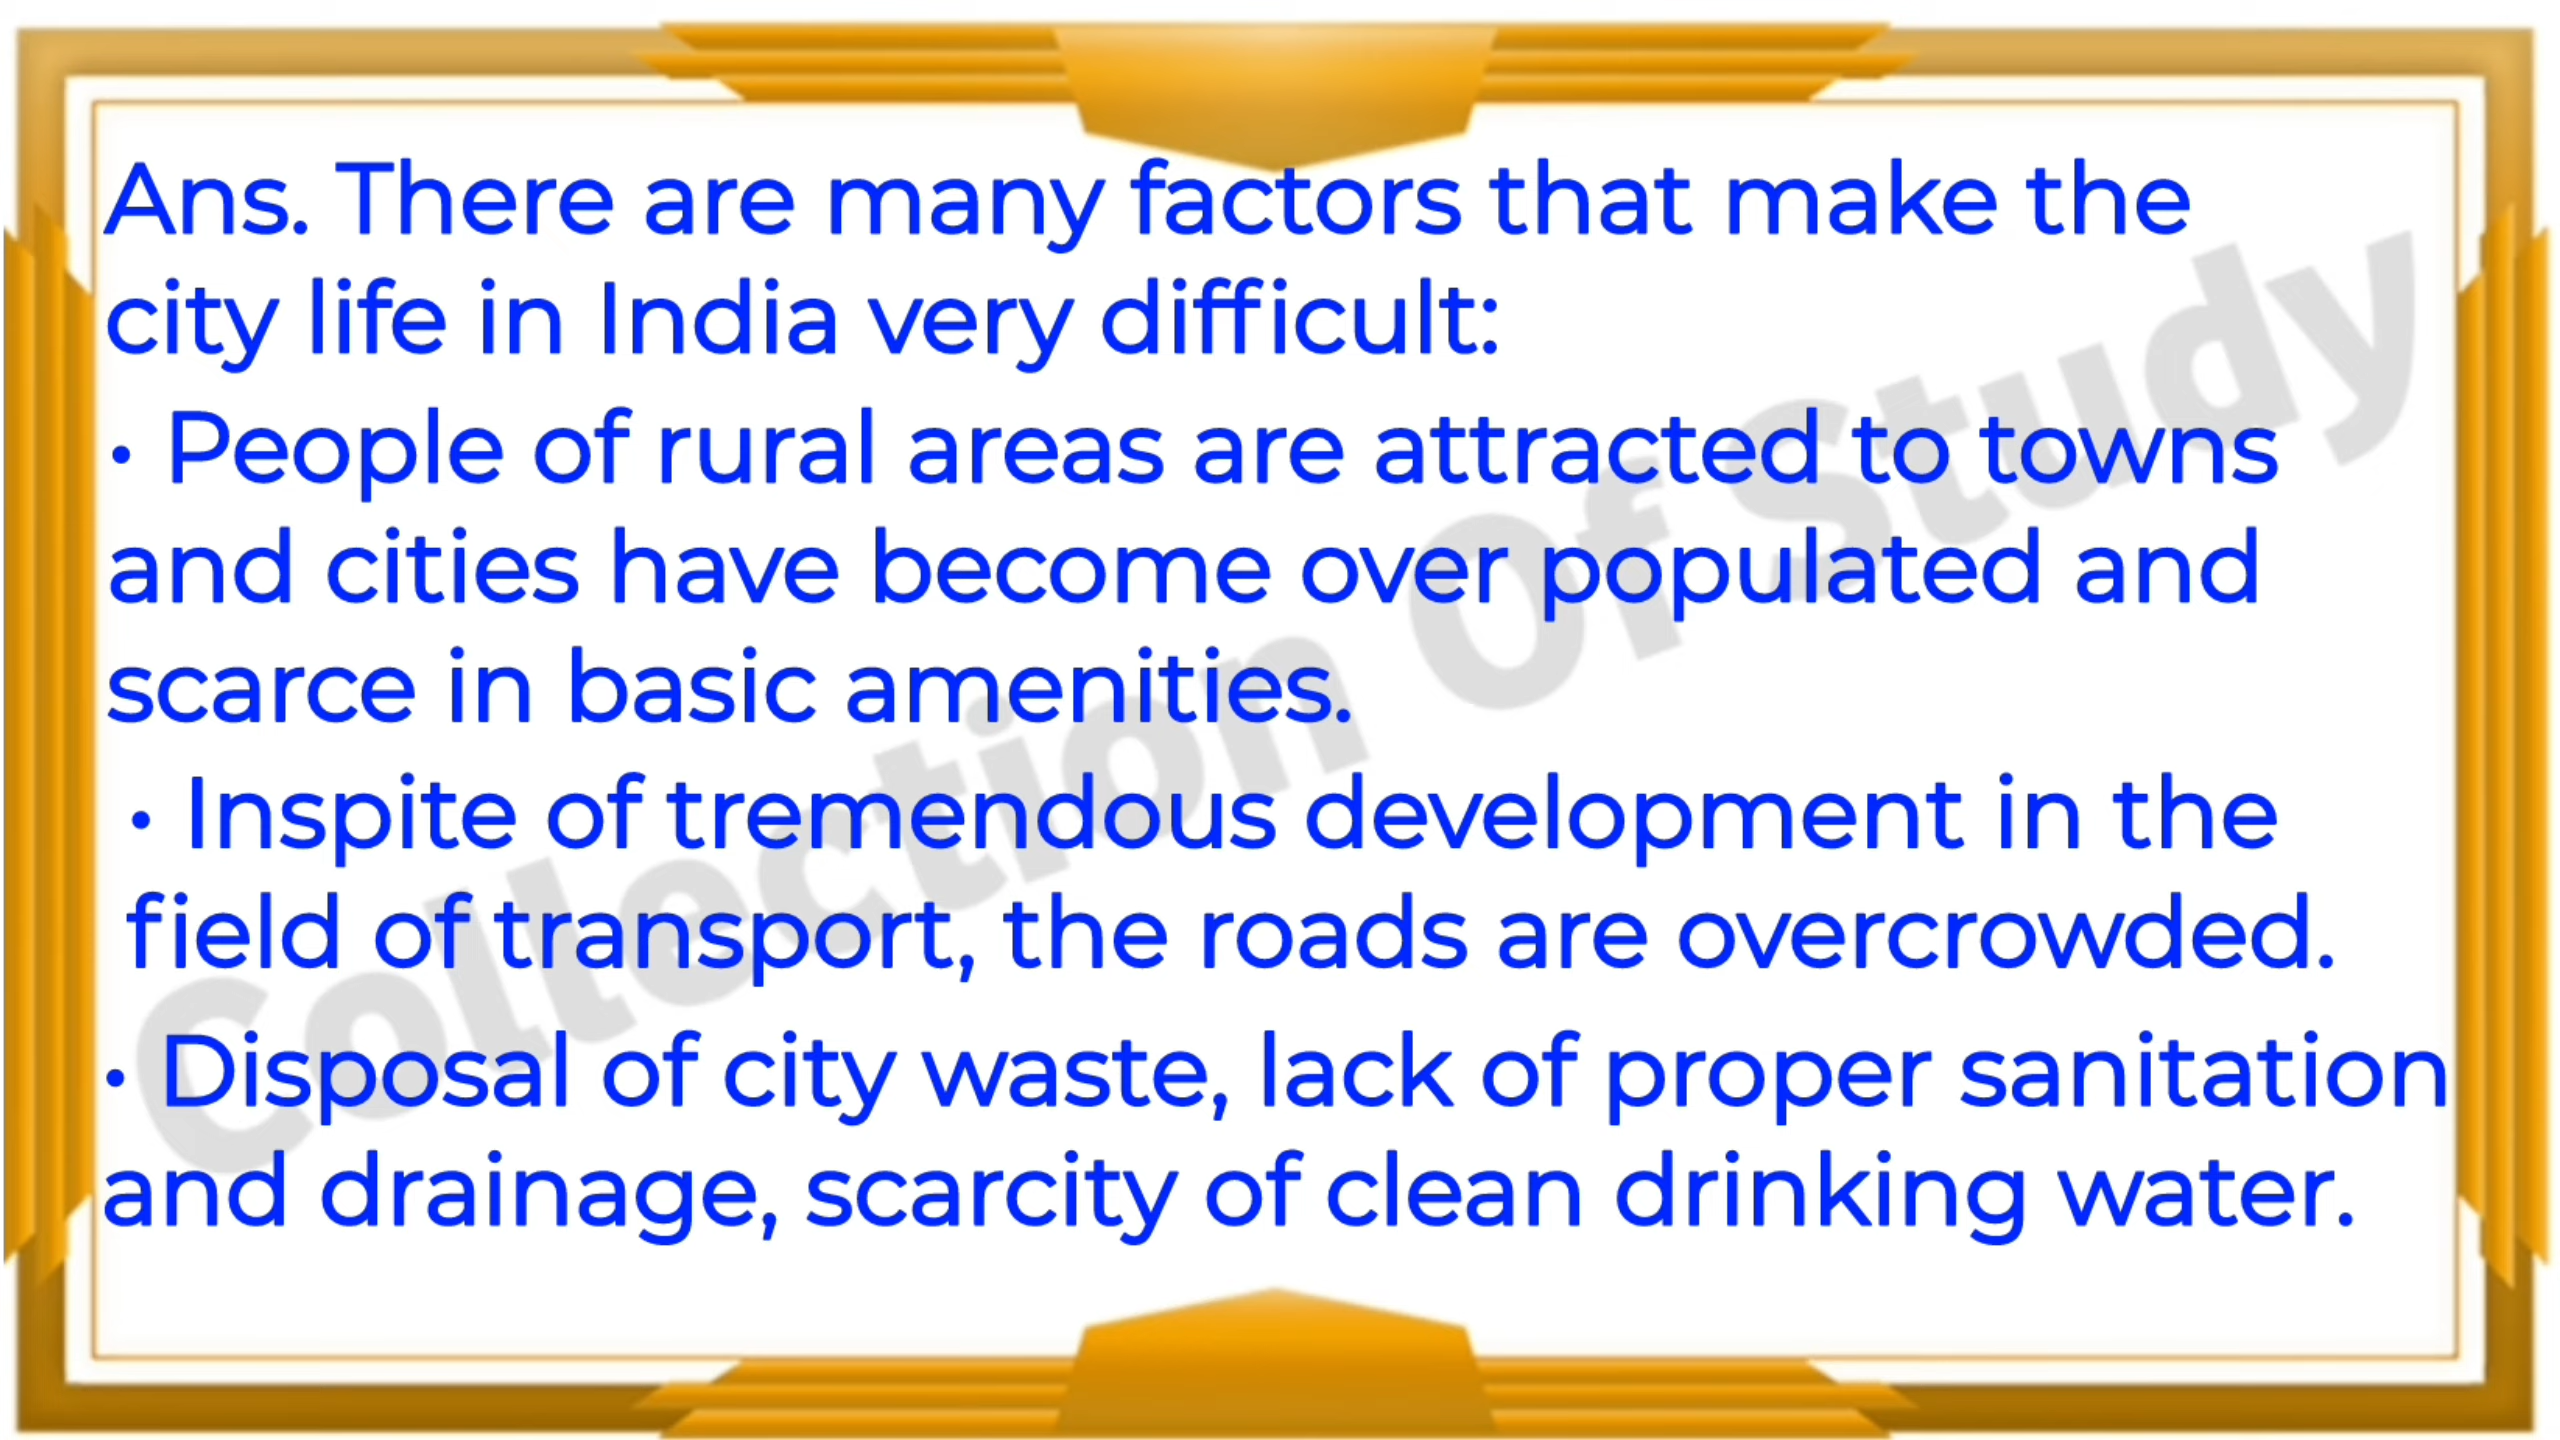 Ans. There are many factors that make the
city life in India very difficult:
• People of rural areas are attracted to towns
and cities have become over populated and
scarce in basic amenities.
• Inspite of tremendous development in the
field of transport, the roads are overcrowded.
• Disposal of city waste, lack of proper sanitation
and drainage, scarcity of clean drinking water.
Collection Of Study